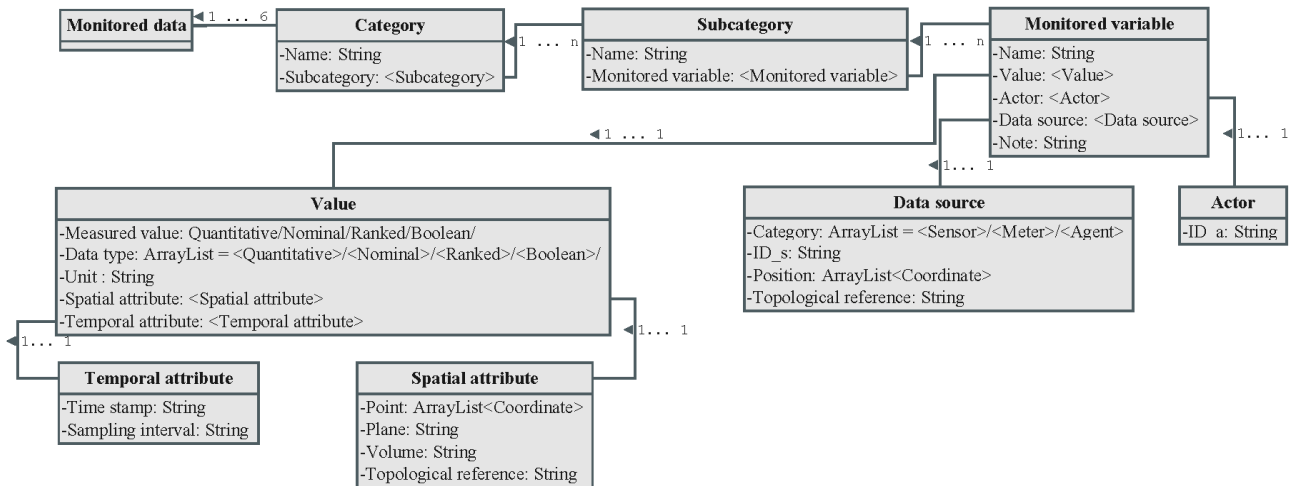 Monitored data
1 ... 6
Category
-Name: String
-Subcategory: <Subcategory>
1 ... n
Subcategory
-Name: String
-Monitored variable: <Monitored variable>
1 ... n
Monitored variable
-Name: String
-Value: <Value>
-Actor: <Actor>
-Data source: <Data source>
-Note: String
1 ... 1
1... 1
1... 1
Value
-Measured value: Quantitative/Nominal/Ranked/Boolean/
-Data type: ArrayList = <Quantitative>/<Nominal>/<Ranked>/<Boolean>/
-Unit : String
-Spatial attribute: <Spatial attribute>
-Temporal attribute: <Temporal attribute>
Data source
-Category: ArrayList = <Sensor>/<Meter>/<Agent>
-ID_s: String
-Position: ArrayList<Coordinate>
-Topological reference: String
Actor
-ID_a: String
1... 1
1... 1
Temporal attribute
-Time stamp: String
-Sampling interval: String
Spatial attribute
-Point: ArrayList<Coordinate>
-Plane: String
-Volume: String
-Topological reference: String